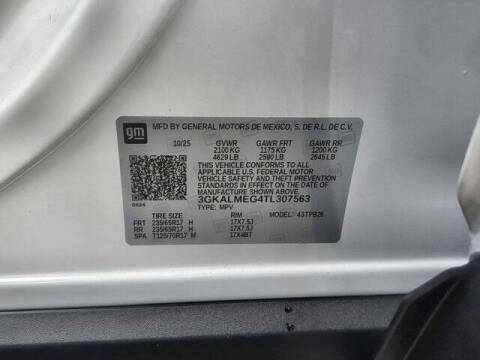 gm
MFD BY GENERAL MOTORS DE MEXICO, S. DE R.L. DE C.V.
10/25 GVWR GAWR FRT GAWR RR
2100 KG 1175 KG 1200 KG
4629 LB 2590 LB 2645 LB
THIS VEHICLE CONFORMS TO ALL
APPLICABLE U.S. FEDERAL MOTOR
VEHICLE SAFETY STANDARDS IN
EFFECT ON THE DATE OF
MANUFACTURE SHOWN ABOVE.
3GKALMEG4TL307563
TYPE: MPV
TIRE SIZE RIM MODEL: 43TPB26
FRT 235/65R17 H 17X7.5J
RR 235/65R17 H 17X7.5J
SPA T125/70R17 M 17X4BT